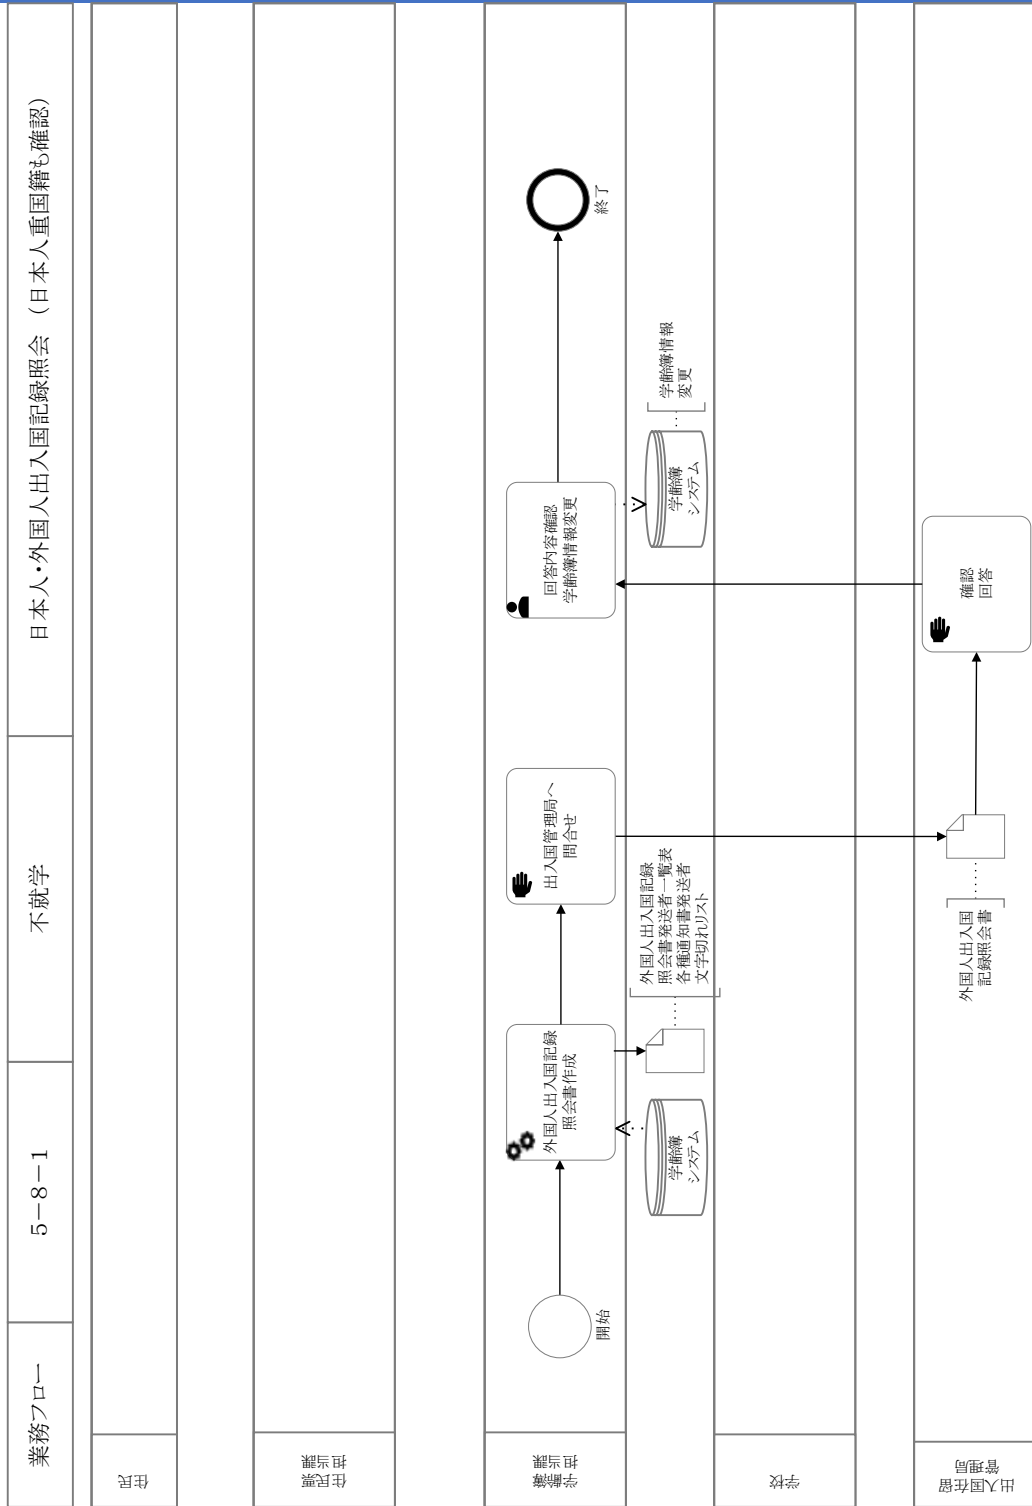 業務フロー
5－8－1
不就学
日本人・外国人出入国記録照会 （日本人重国籍も確認）
住民
住民票
担当課
学齢簿
担当課
開始
外国人出入国記録
照会書作成
出入国管理局へ
問合せ
回答内容確認
学齢簿情報変更
終了
学齢簿
システム
外国人出入国記録
照会書発送者一覧表
各種通知書発送者
文字切れリスト
学齢簿
システム
学齢簿情報
変更
学校
出入国在留
管理局
外国人出入国
記録照会書
確認
回答